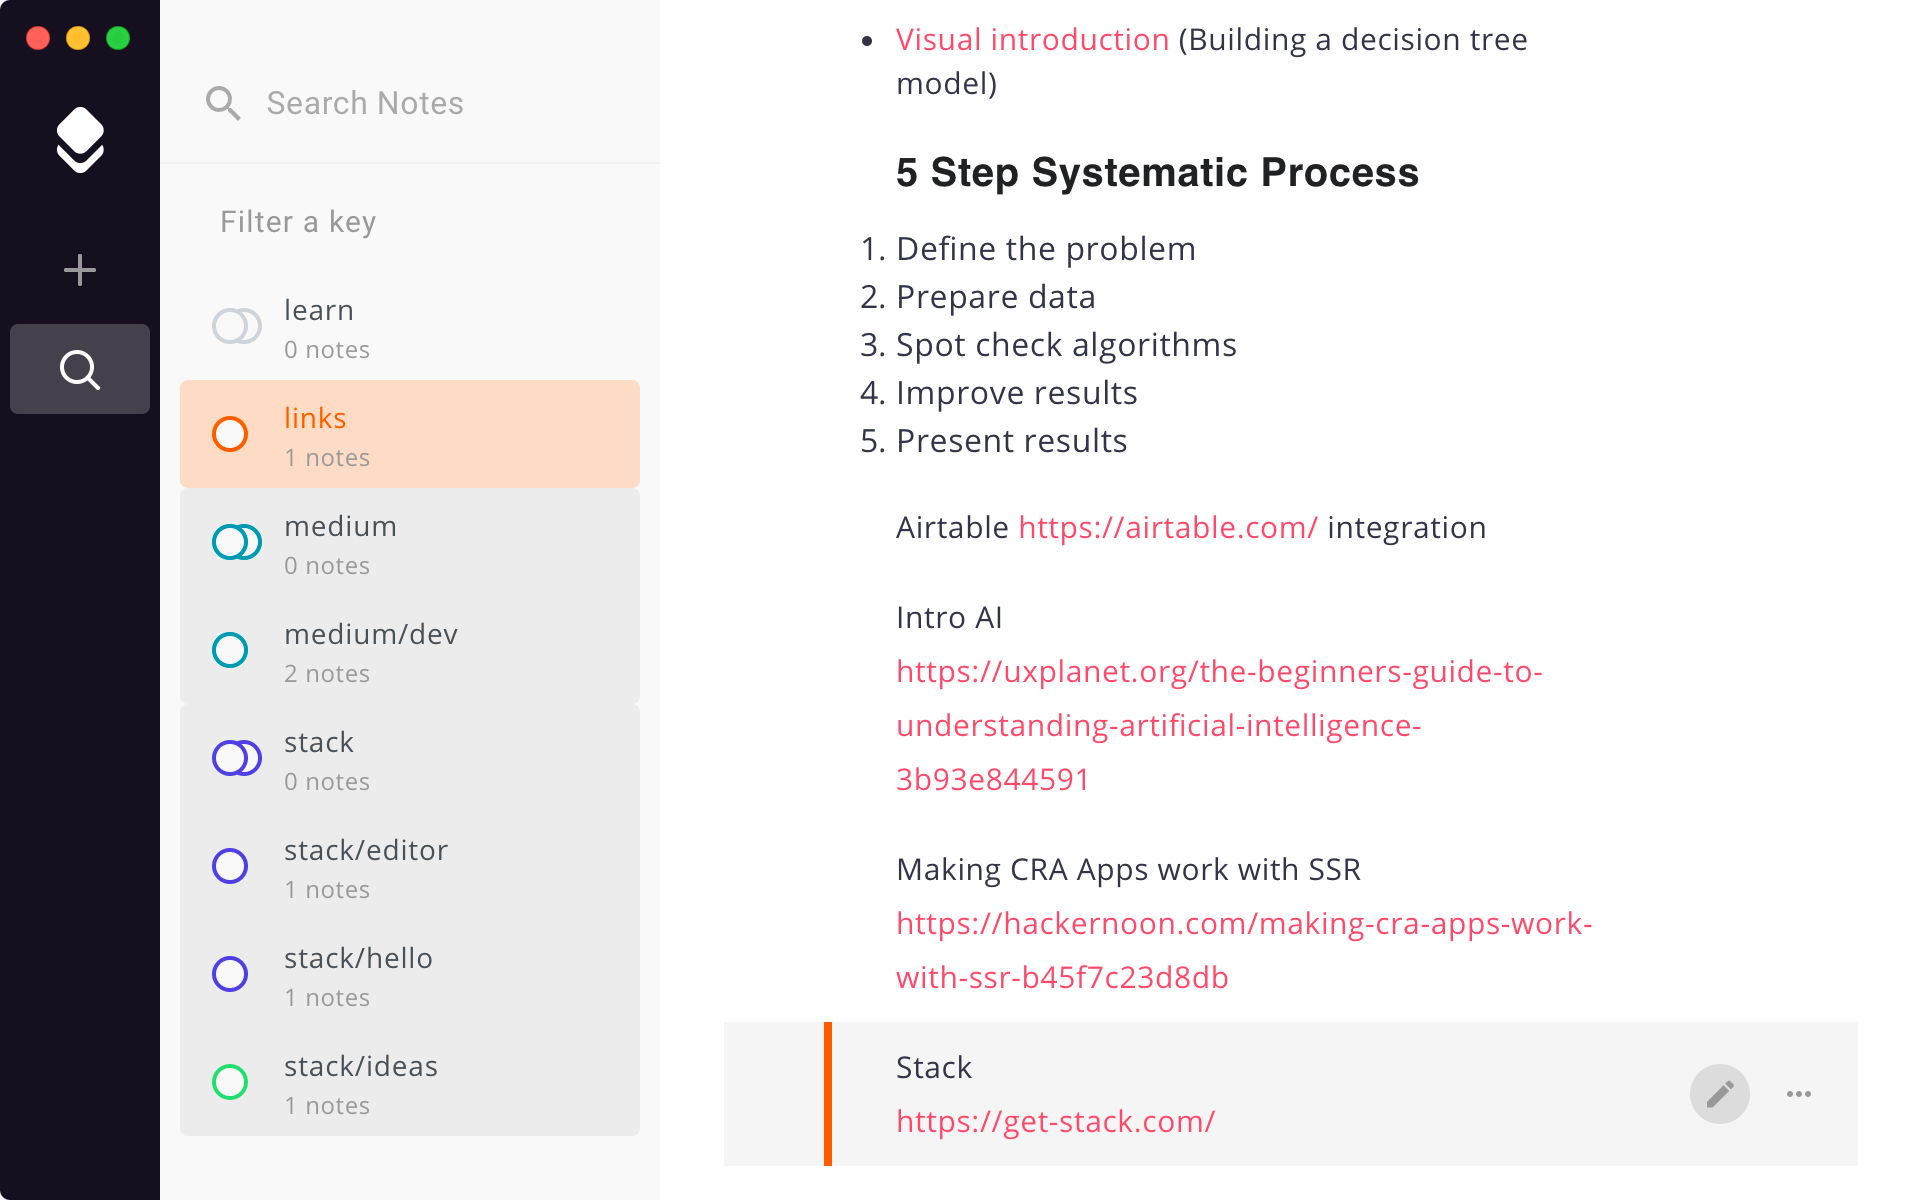 Search Notes
Filter a key
learn
0 notes
links
1 notes
medium
0 notes
medium/dev
2 notes
stack
0 notes
stack/editor
1 notes
stack/hello
1 notes
stack/ideas
1 notes
• Visual introduction (Building a decision tree
model)
5 Step Systematic Process
1. Define the problem
2. Prepare data
3. Spot check algorithms
4. Improve results
5. Present results
Airtable https://airtable.com/ integration
Intro AI
https://uxplanet.org/the-beginners-guide-to-
understanding-artificial-intelligence-
3b93e844591
Making CRA Apps work with SSR
https://hackernoon.com/making-cra-apps-work-
with-ssr-b45f7c23d8db
Stack
https://get-stack.com/